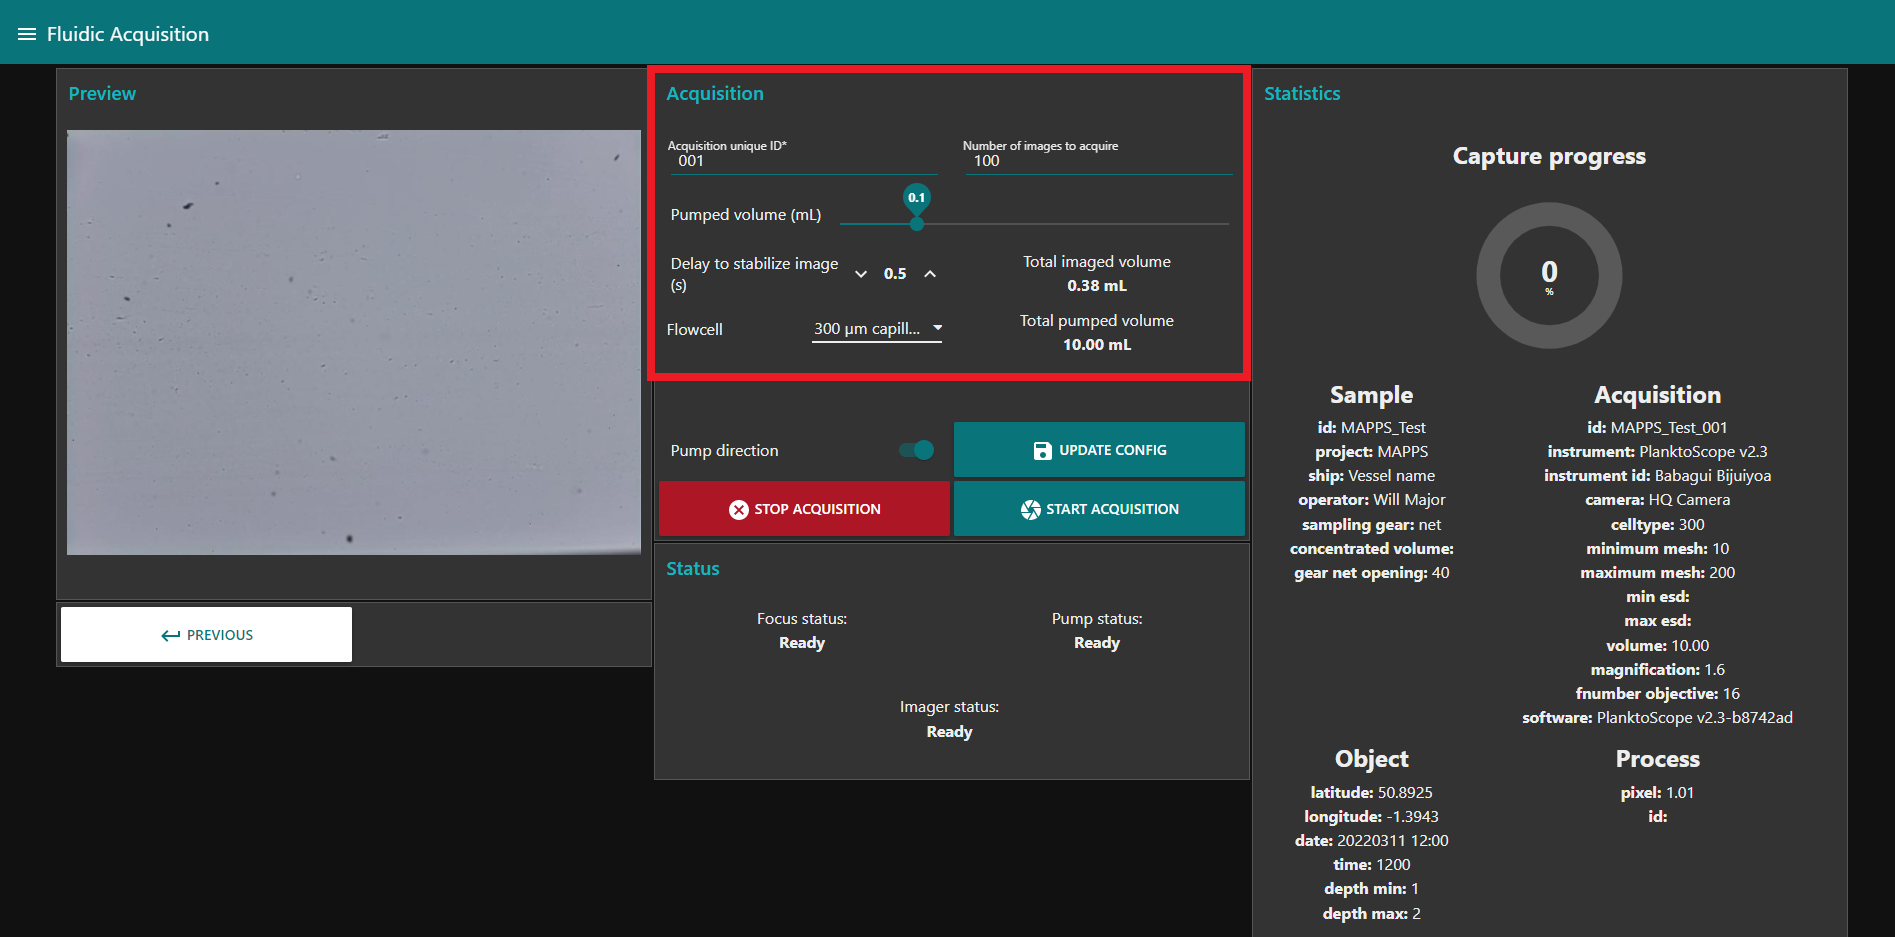 Fluidic Acquisition
Preview
PREVIOUS
Acquisition
Acquisition unique ID*
001
Number of images to acquire
100
0.1
Pumped volume (mL)
Delay to stabilize image
(s)
0.5
Total imaged volume
0.38 mL
Flowcell
300 µm capill...
Total pumped volume
10.00 mL
Pump direction
UPDATE CONFIG
STOP ACQUISITION
START ACQUISITION
Status
Focus status:
Ready
Pump status:
Ready
Imager status:
Ready
Statistics
Capture progress
0
%
Sample
id: MAPPS_Test
project: MAPPS
ship: Vessel name
operator: Will Major
sampling gear: net
concentrated volume:
gear net opening: 40
Acquisition
id: MAPPS_Test_001
instrument: PlanktoScope v2.3
instrument id: Babagui Bijuiyoa
camera: HQ Camera
celltype: 300
minimum mesh: 10
maximum mesh: 200
min esd:
max esd:
volume: 10.00
magnification: 1.6
fnumber objective: 16
software: PlanktoScope v2.3-b8742ad
Object
latitude: 50.8925
longitude: -1.3943
date: 20220311 12:00
time: 1200
depth min: 1
depth max: 2
Process
pixel: 1.01
id: